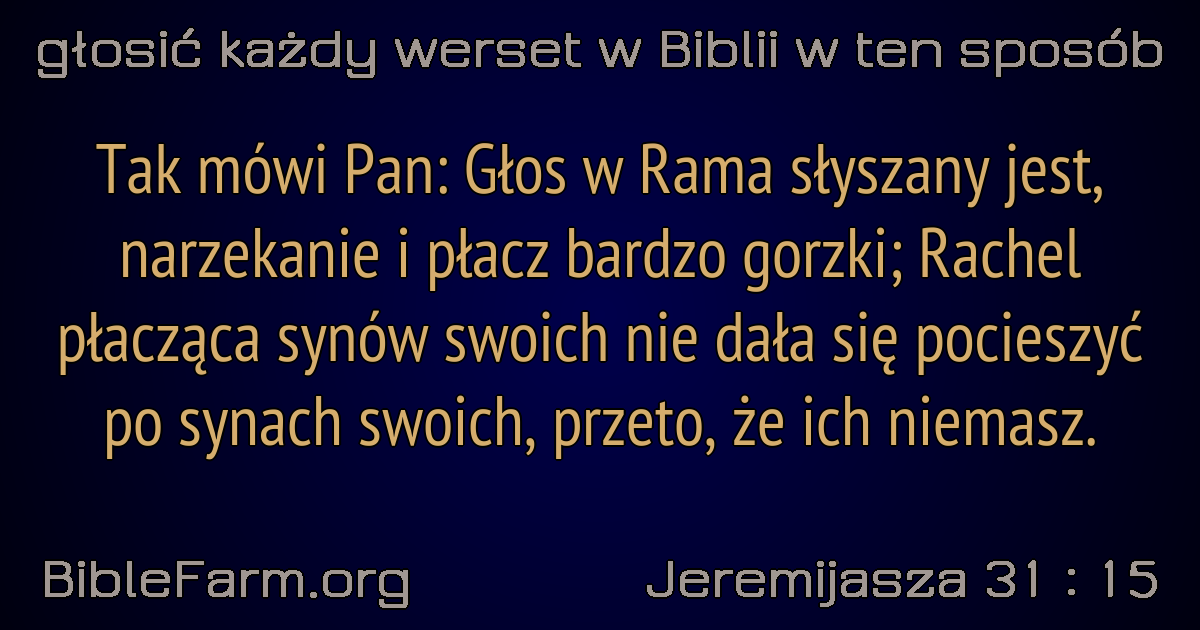 głosić każdy werset w Biblii w ten sposób
Tak mówi Pan: Głos w Rama słyszany jest,
narzekanie i płacz bardzo gorzki; Rachel
płacząca synów swoich nie dała się pocieszyć
po synach swoich, przeto, że ich niemasz.
BibleFarm.org
Jeremijasza 31 : 15